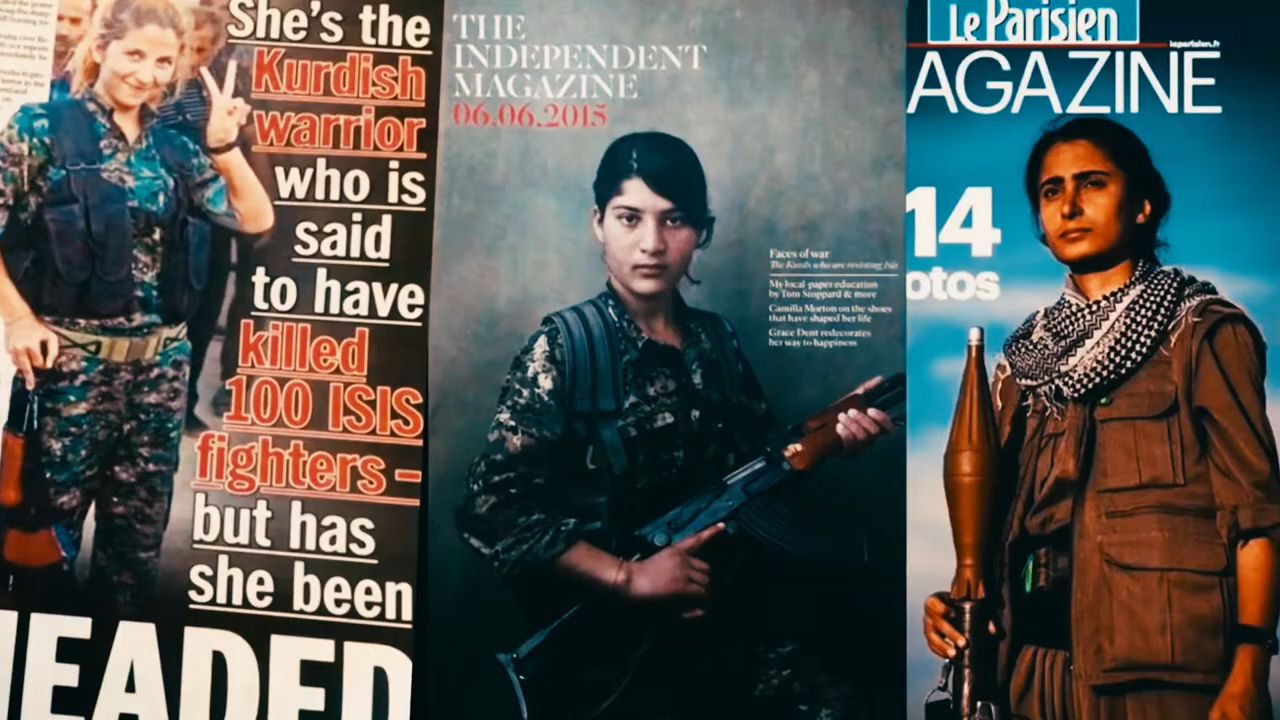 She's the
Kurdish
warrior
who is
said
to have
killed
100 ISIS
fighters –
but has
she been
EADED
THE
INDEPENDENT
MAGAZINE
06.06.2015
Faces of war
The Kurds who are resisting Isis
My local-paper education
by Tom Stoppard & more
Camilla Morton on the shoes
that have shaped her life
Grace Dent redecorates
her way to happiness
Le Parisien
leparisien.fr
AGAZINE
14
otos